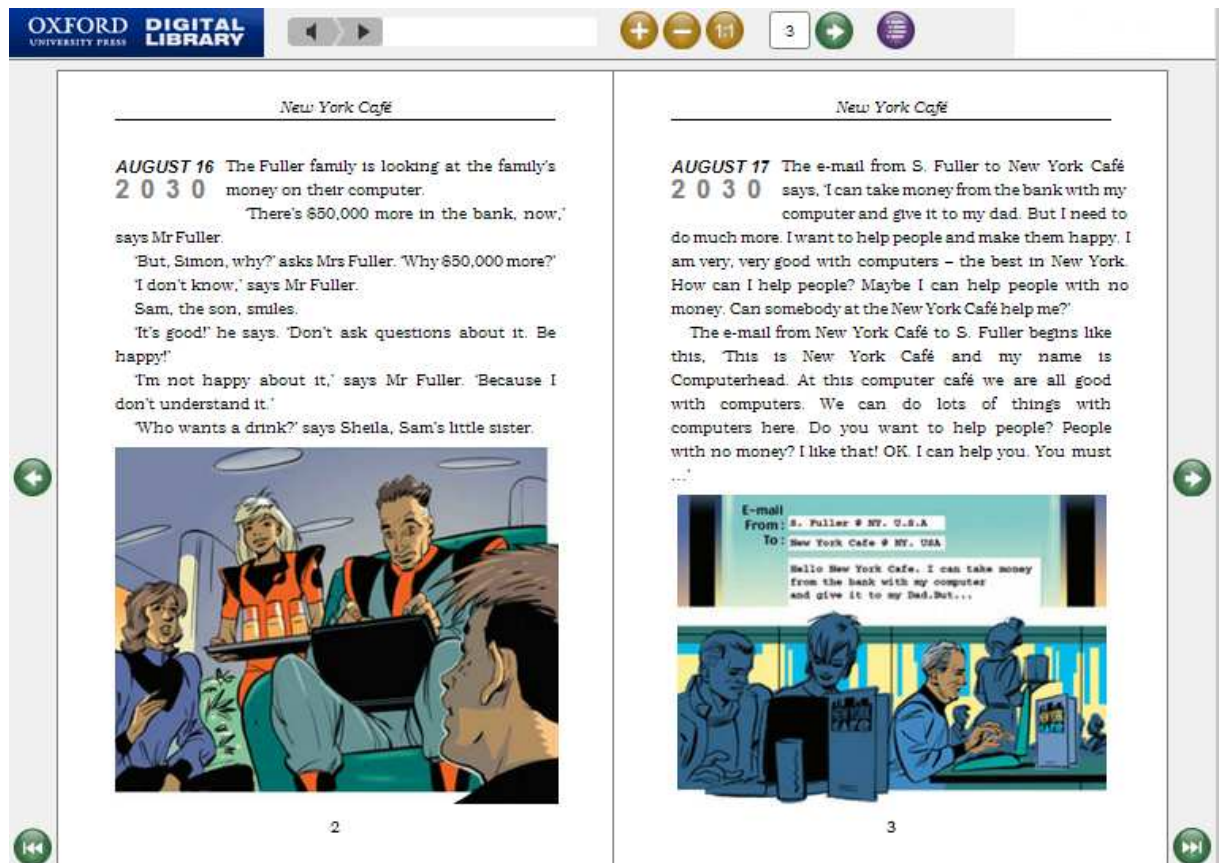 OXFORD
UNIVERSITY PRESS
DIGITAL
LIBRARY
1:1
3
New York Café
AUGUST 16 The Fuller family is looking at the family's
2030 money on their computer.
'There's $50,000 more in the bank, now,'
says Mr Fuller.
'But, Simon, why?' asks Mrs Fuller. 'Why $50,000 more?'
'I don't know,' says Mr Fuller.
Sam, the son, smiles.
'It's good!' he says. 'Don't ask questions about it. Be
happy!'
'I'm not happy about it,' says Mr Fuller. 'Because I
don't understand it.'
'Who wants a drink?' says Sheila, Sam's little sister.
2
New York Café
AUGUST 17 The e-mail from S. Fuller to New York Café
2030 says, 'I can take money from the bank with my
computer and give it to my dad. But I need to
do much more. I want to help people and make them happy. I
am very, very good with computers – the best in New York.
How can I help people? Maybe I can help people with no
money. Can somebody at the New York Café help me?'
The e-mail from New York Café to S. Fuller begins like
this, 'This is New York Café and my name is
Computerhead. At this computer café we are all good
with computers. We can do lots of things with
computers here. Do you want to help people? People
with no money? I like that! OK. I can help you. You must
...'
E-mail
From: S. Fuller @ NY. U.S.A
To: New York Cafe @ NY. USA
Hello New York Cafe. I can take money
from the bank with my computer
and give it to my Dad.But...
3